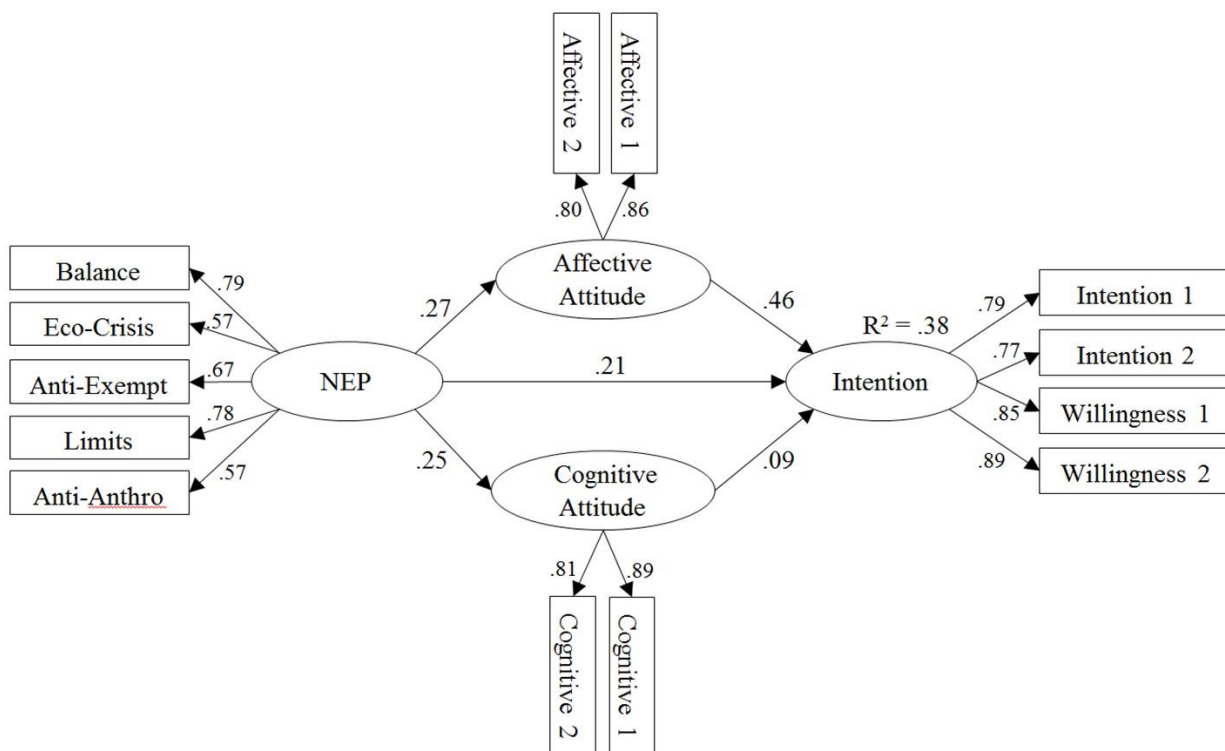 Affective 2
Affective 1
.80
.86
Affective
Attitude
Balance
Eco-Crisis
Anti-Exempt
Limits
Anti-Anthro
.79
.57
.67
.78
.57
NEP
.27
.21
.25
.46
.09
R² = .38
Intention
Cognitive
Attitude
.81
.89
Cognitive 2
Cognitive 1
.79
.77
.85
.89
Intention 1
Intention 2
Willingness 1
Willingness 2